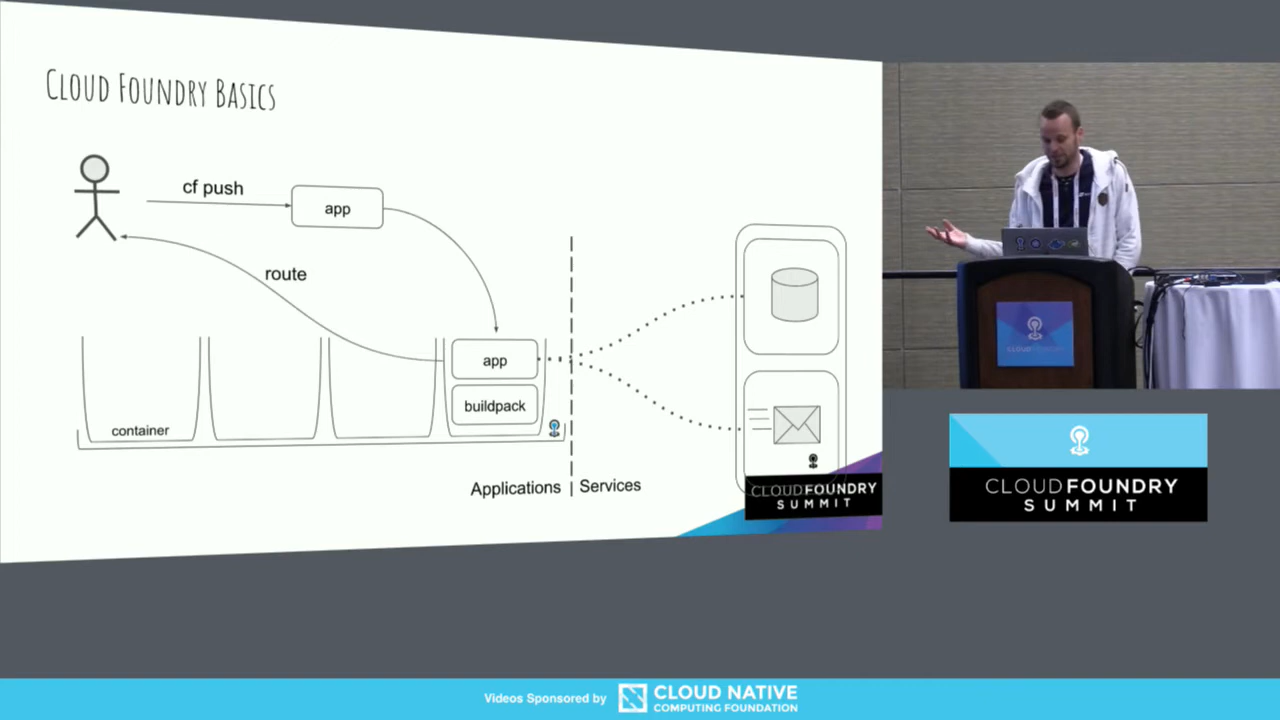 CLOUD FOUNDRY BASICS
cf push
app
route
app
buildpack
container
Applications | Services
CLOUDFOUNDRY
SUMMIT
CLOUDFOUNDRY
CLOUDFOUNDRY
SUMMIT
Videos Sponsored by
CLOUD NATIVE
COMPUTING FOUNDATION